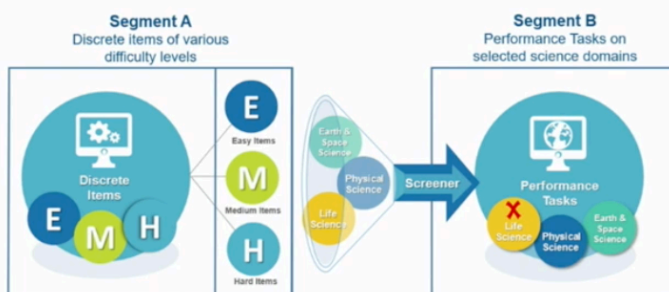 Segment A
Discrete items of various
difficulty levels
Discrete
Items
E
M
H
E
Easy Items
M
Medium Items
H
Hard Items
Earth &
Space
Science
Physical
Science
Life
Science
Screener
Segment B
Performance Tasks on
selected science domains
Performance
Tasks
X
Life
Science
Physical
Science
Earth &
Space
Science